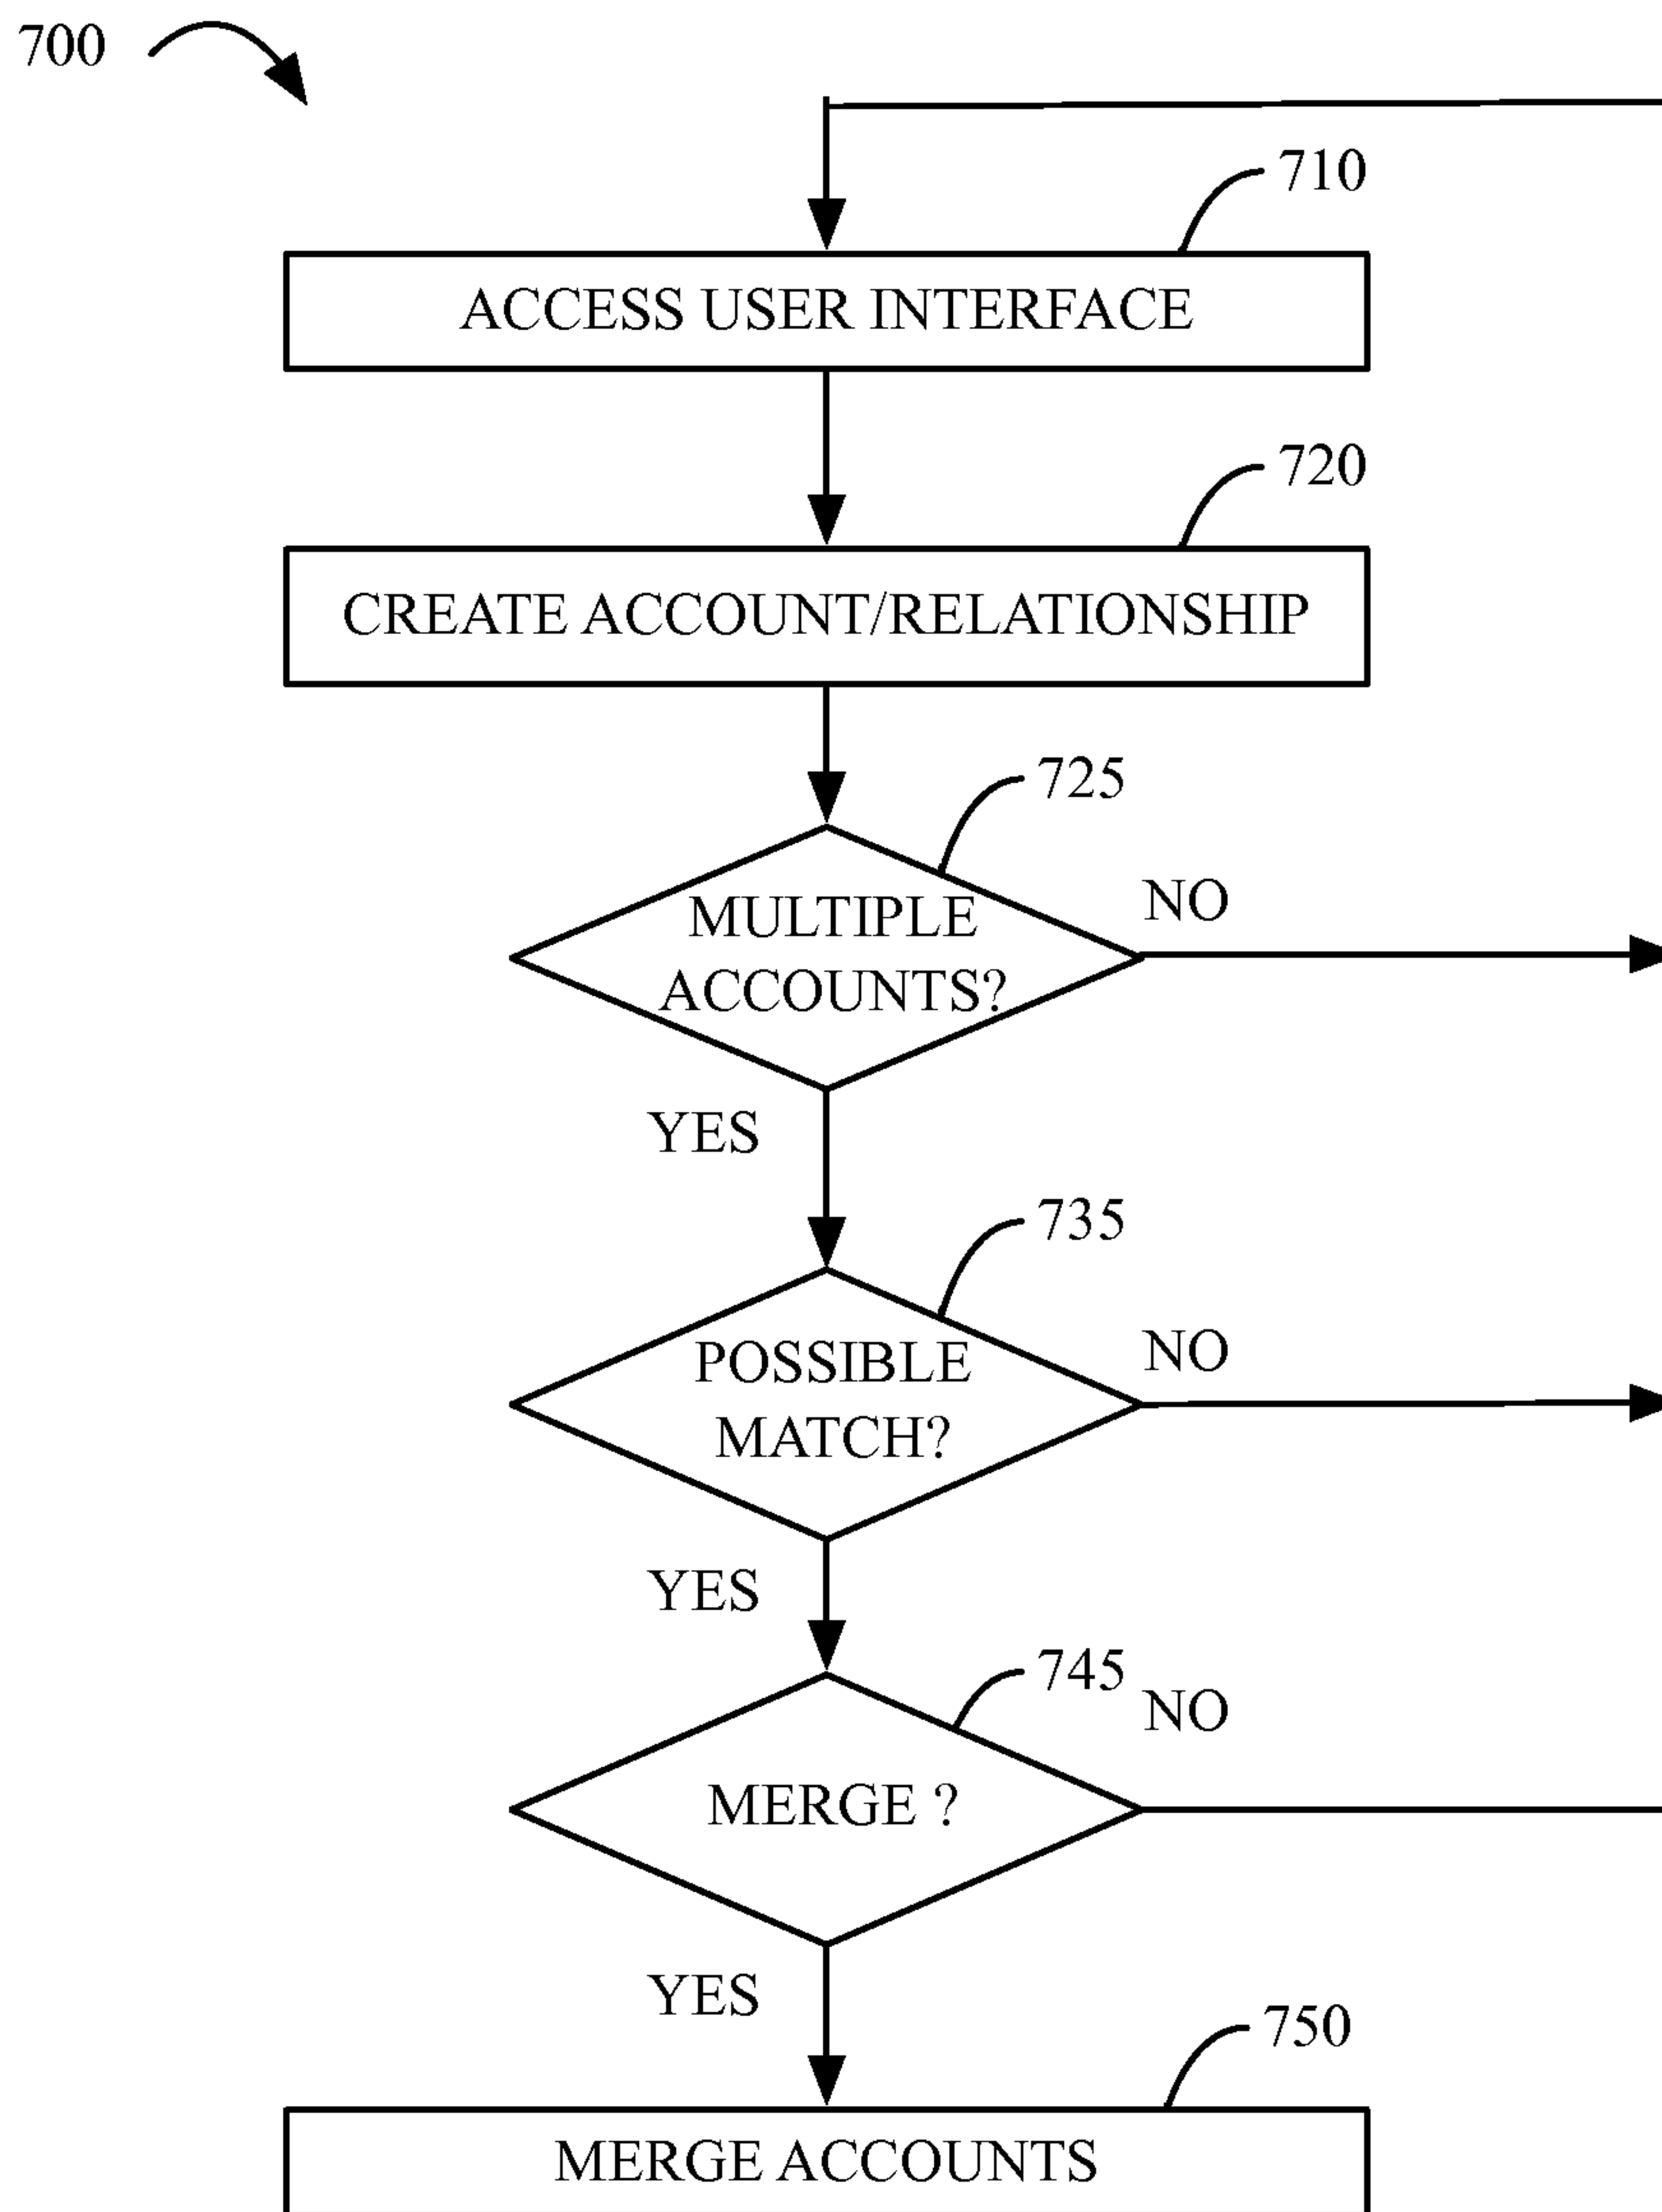 700
710
ACCESS USER INTERFACE
720
CREATE ACCOUNT/RELATIONSHIP
725
MULTIPLE
ACCOUNTS?
NO
YES
735
POSSIBLE
MATCH?
NO
YES
745
NO
MERGE ?
YES
750
MERGE ACCOUNTS